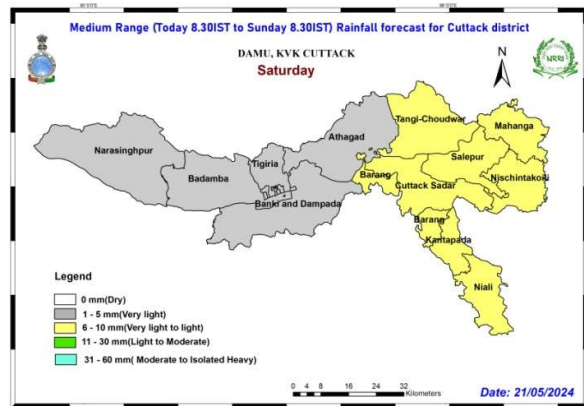 Medium Range (Today 8.30IST to Sunday 8.30IST) Rainfall forecast for Cuttack district
DAMU, KVK CUTTACK
Saturday
N
NRRI
Tangi-Choudwar
Mahanga
Athagad
Narasinghpur
Tigiria
Salepur
Badamba
Barang
Nischintakoili
Cuttack Sadar
Banki and Dampada
Barang
Kantapada
Niali
Legend
0 mm(Dry)
1 - 5 mm(Very light)
6 - 10 mm(Very light to light)
11 - 30 mm(Light to Moderate)
31 - 60 mm( Moderate to Isolated Heavy)
0 4 8 16 24 32
Kilometers
Date: 21/05/2024